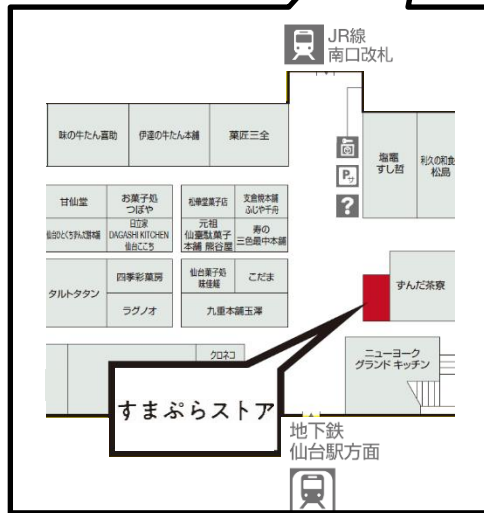 JR線
南口改札
味の牛たん喜助
伊達の牛たん本舗
菓匠三全
塩竈
すし哲
利久の和食
松島
P
?
甘仙堂
お菓子処
つぼや
松華堂菓子店
支倉焼本舗
ふじや千舟
日立家
DAGASHI KITCHEN
仙台ここち
元祖
仙臺駄菓子
本舗 熊谷屋
寿の
三色最中本舗
タルトタタン
四季彩菓房
仙台菓子処
こだま
ずんだ茶寮
ラグノオ
九重本舗玉澤
クロネコ
ニューヨーク
グランド キッチン
すまぷらストア
地下鉄
仙台駅方面